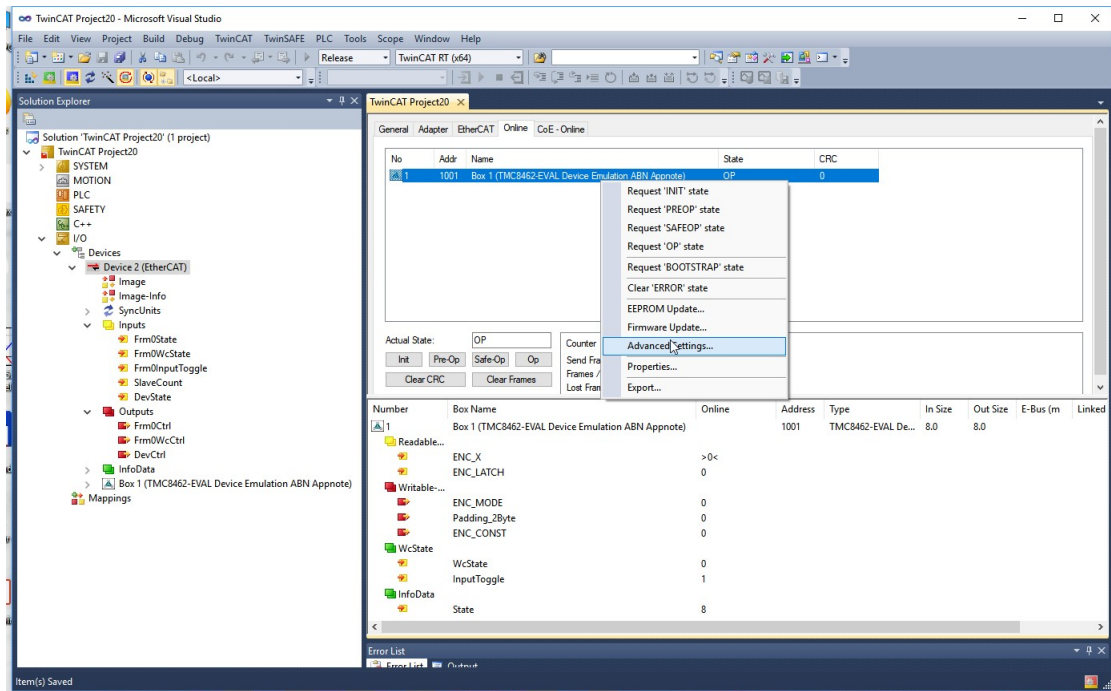 TwinCAT Project20 - Microsoft Visual Studio
File Edit View Project Build Debug TwinCAT TwinSAFE PLC Tools Scope Window Help
Release TwinCAT RT (x64)
<Local>
Solution Explorer
TwinCAT Project20
Solution 'TwinCAT Project20' (1 project)
TwinCAT Project20
SYSTEM
MOTION
PLC
SAFETY
C++
I/O
Devices
Device 2 (EtherCAT)
Image
Image-Info
SyncUnits
Inputs
Frm0State
Frm0WcState
Frm0InputToggle
SlaveCount
DevState
Outputs
Frm0Ctrl
Frm0WcCtrl
DevCtrl
InfoData
Box 1 (TMC8462-EVAL Device Emulation ABN Appnote)
Mappings
General Adapter EtherCAT Online CoE - Online
No Addr Name State CRC
1 1001 Box 1 (TMC8462-EVAL Device Emulation ABN Appnote) OP 0
Request 'INIT' state
Request 'PREOP' state
Request 'SAFEOP' state
Request 'OP' state
Request 'BOOTSTRAP' state
Clear 'ERROR' state
EEPROM Update...
Firmware Update...
Advanced Settings...
Properties...
Export...
Actual State: OP Counter
Init Pre-Op Safe-Op Op Send Fra
Clear CRC Clear Frames Frames /
Lost Fran
Number Box Name Online Address Type In Size Out Size E-Bus (m Linked
1 Box 1 (TMC8462-EVAL Device Emulation ABN Appnote) 1001 TMC8462-EVAL De... 8.0 8.0
Readable...
ENC_X >0<
ENC_LATCH 0
Writable-...
ENC_MODE 0
Padding_2Byte 0
ENC_CONST 0
WcState
WcState 0
InputToggle 1
InfoData
State 8
Error List
Error List Output
Item(s) Saved